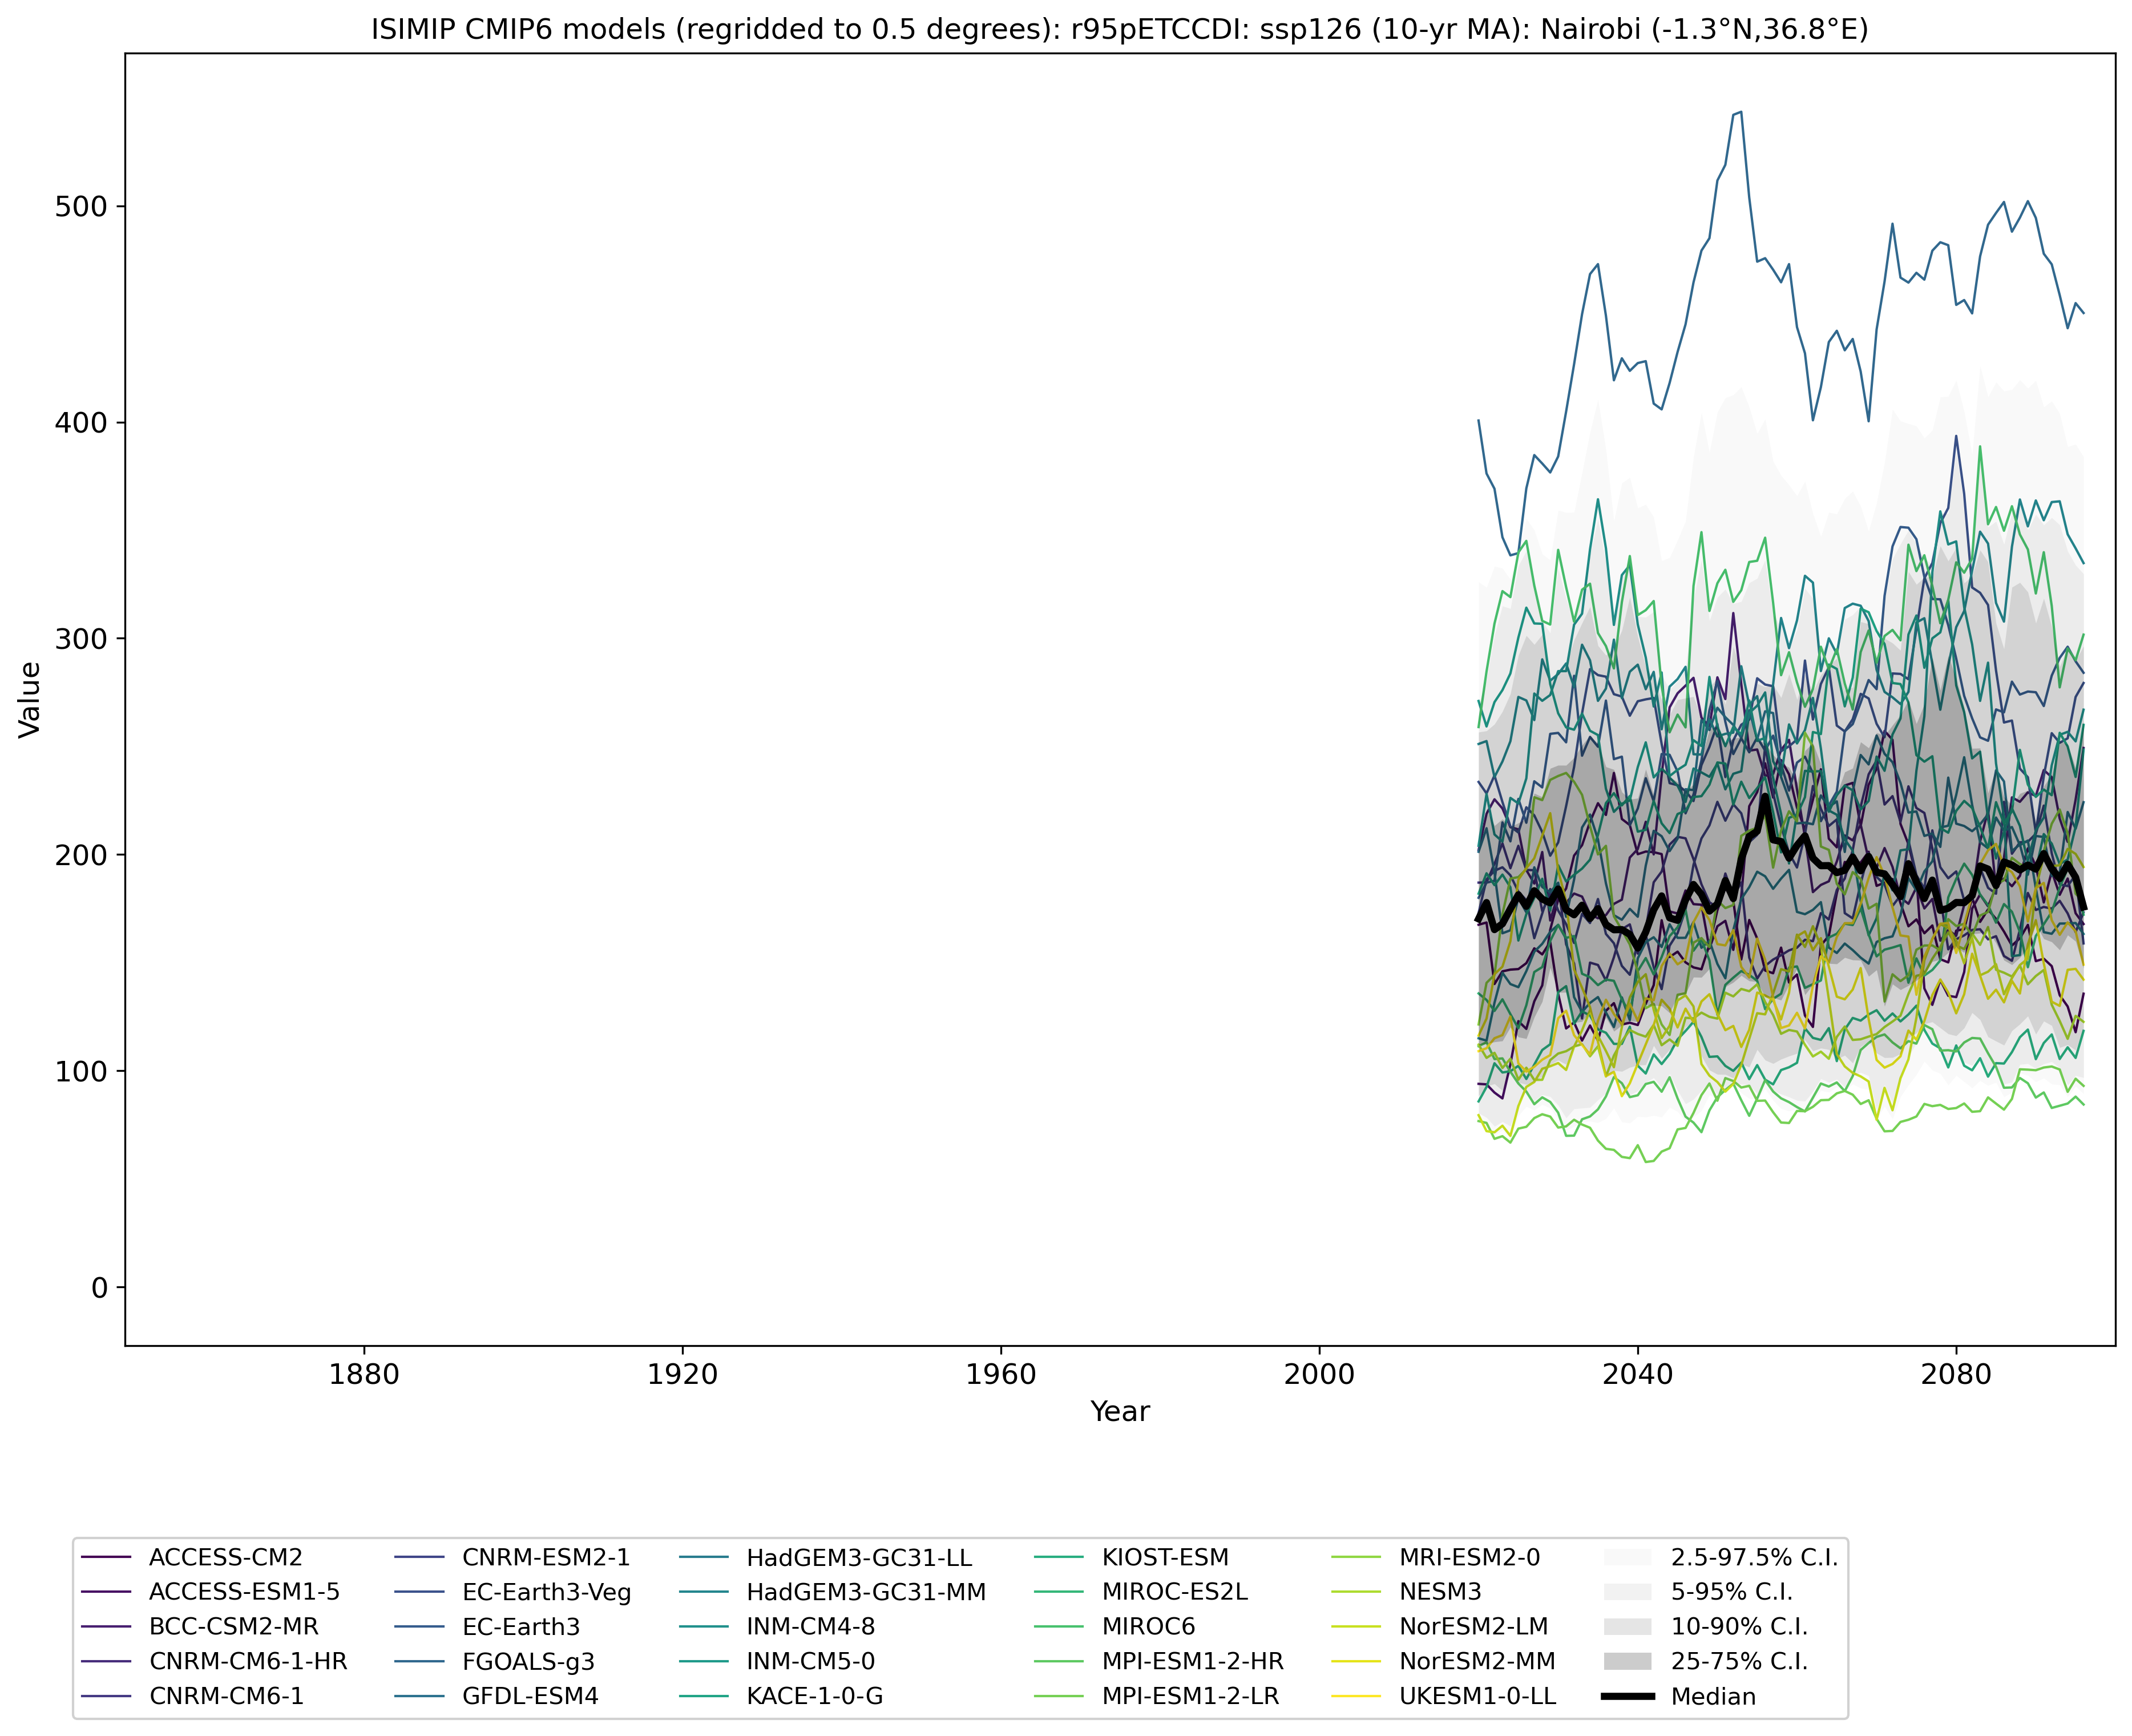 ISIMIP CMIP6 models (regridded to 0.5 degrees): r95pETCCDI: ssp126 (10-yr MA): Nairobi (-1.3°N,36.8°E)
500
400
300
200
100
0
Value
1880 1920 1960 2000 2040 2080
Year
ACCESS-CM2 CNRM-ESM2-1 HadGEM3-GC31-LL KIOST-ESM MRI-ESM2-0 2.5-97.5% C.I.
ACCESS-ESM1-5 EC-Earth3-Veg HadGEM3-GC31-MM MIROC-ES2L NESM3 5-95% C.I.
BCC-CSM2-MR EC-Earth3 INM-CM4-8 MIROC6 NorESM2-LM 10-90% C.I.
CNRM-CM6-1-HR FGOALS-g3 INM-CM5-0 MPI-ESM1-2-HR NorESM2-MM 25-75% C.I.
CNRM-CM6-1 GFDL-ESM4 KACE-1-0-G MPI-ESM1-2-LR UKESM1-0-LL Median